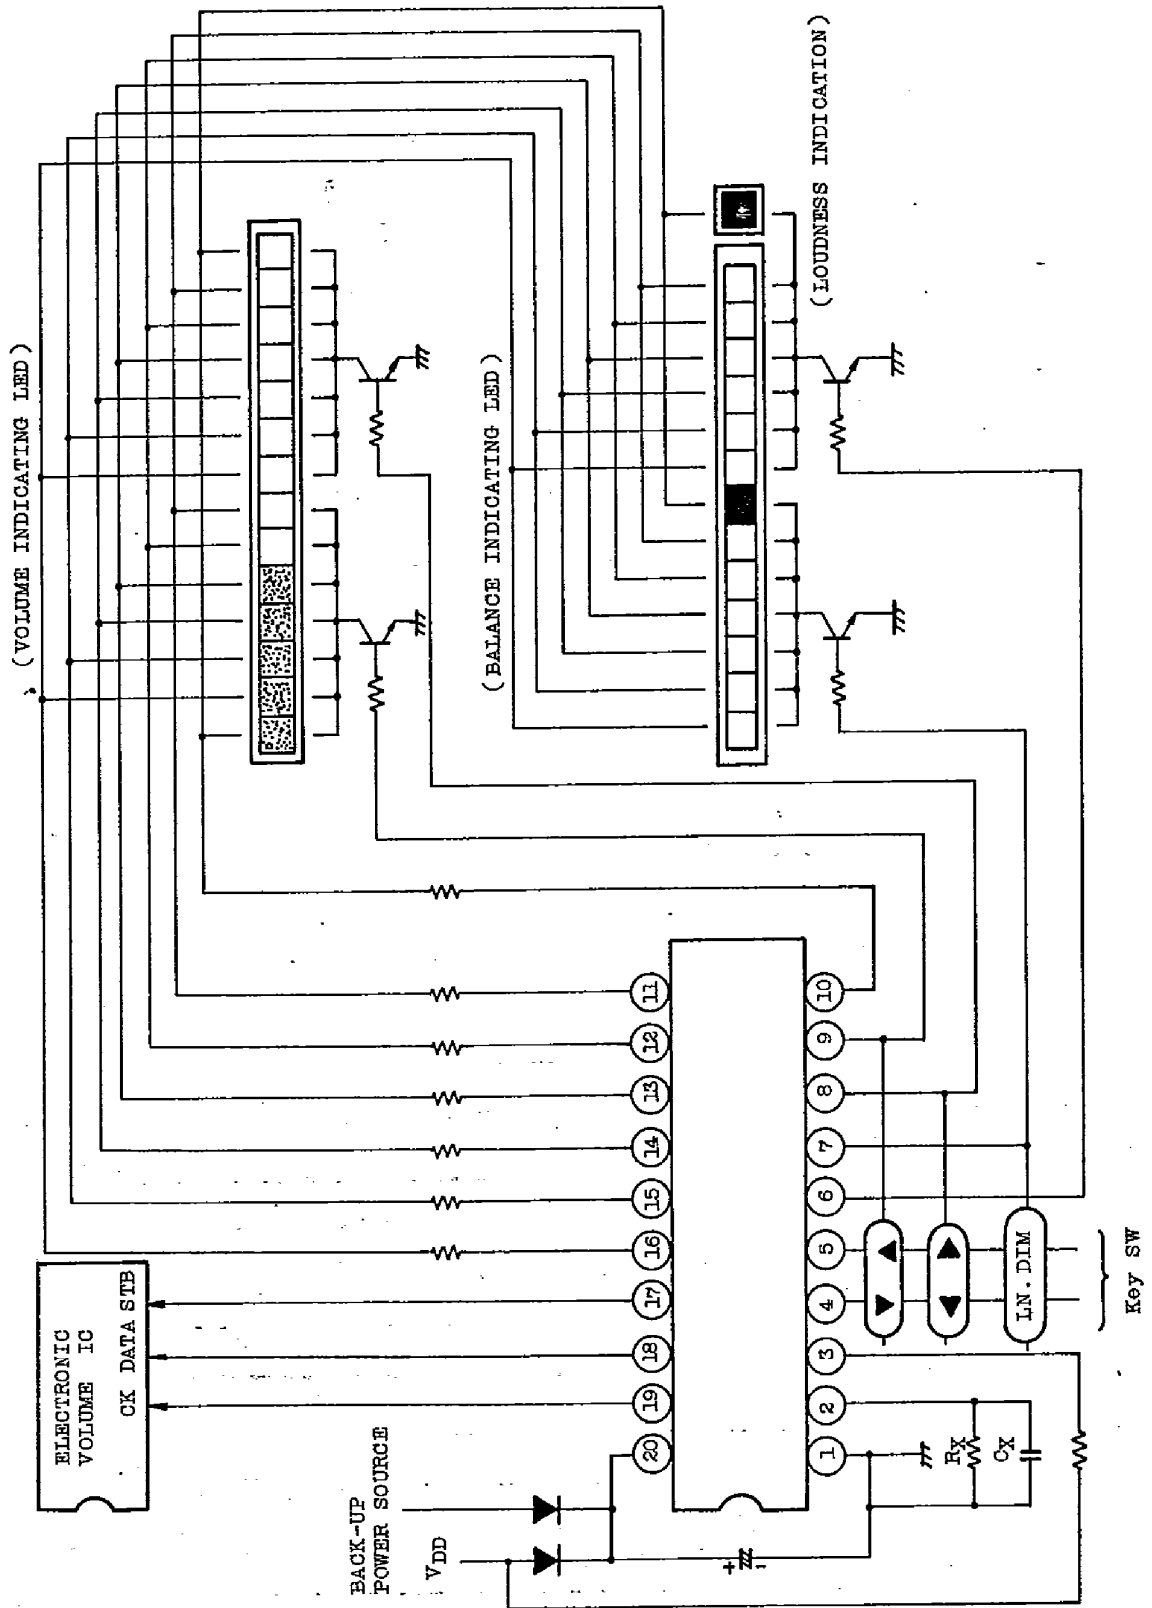 (VOLUME INDICATING LED)
(BALANCE INDICATING LED)
(LOUDNESS INDICATION)
ELECTRONIC
VOLUME IC
CK DATA STB
BACK-UP
POWER SOURCE
VDD
20
19
18
17
16
15
14
13
12
11
1
2
3
4
5
6
7
8
9
10
+
-
RX
CX
LN.DIM
Key SW